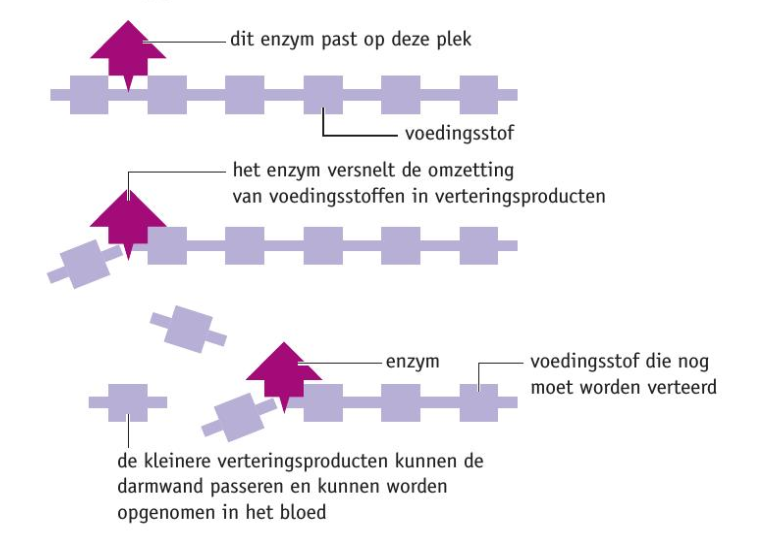 dit enzym past op deze plek
voedingsstof
het enzym versnelt de omzetting
van voedingsstoffen in verteringsproducten
enzym
voedingsstof die nog
moet worden verteerd
de kleinere verteringsproducten kunnen de
darmwand passeren en kunnen worden
opgenomen in het bloed